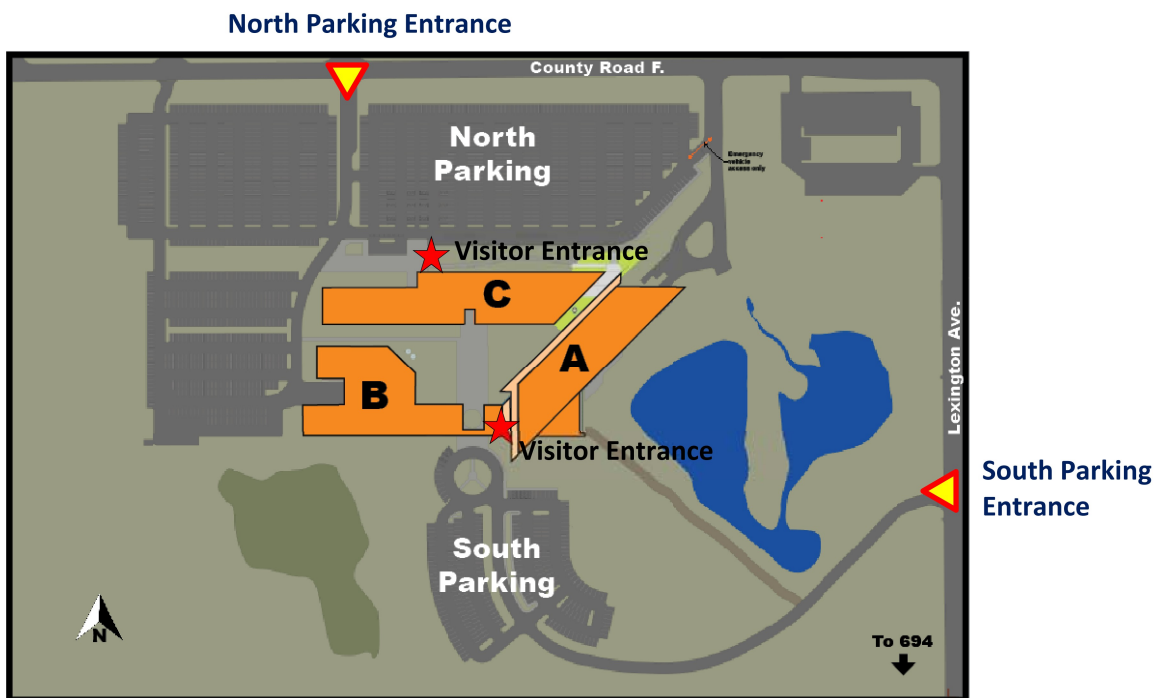 North Parking Entrance
County Road F.
North
Parking
Emergency
vehicle
access only
Visitor Entrance
C
A
B
Lexington Ave.
Visitor Entrance
South Parking
Entrance
South
Parking
N
To 694